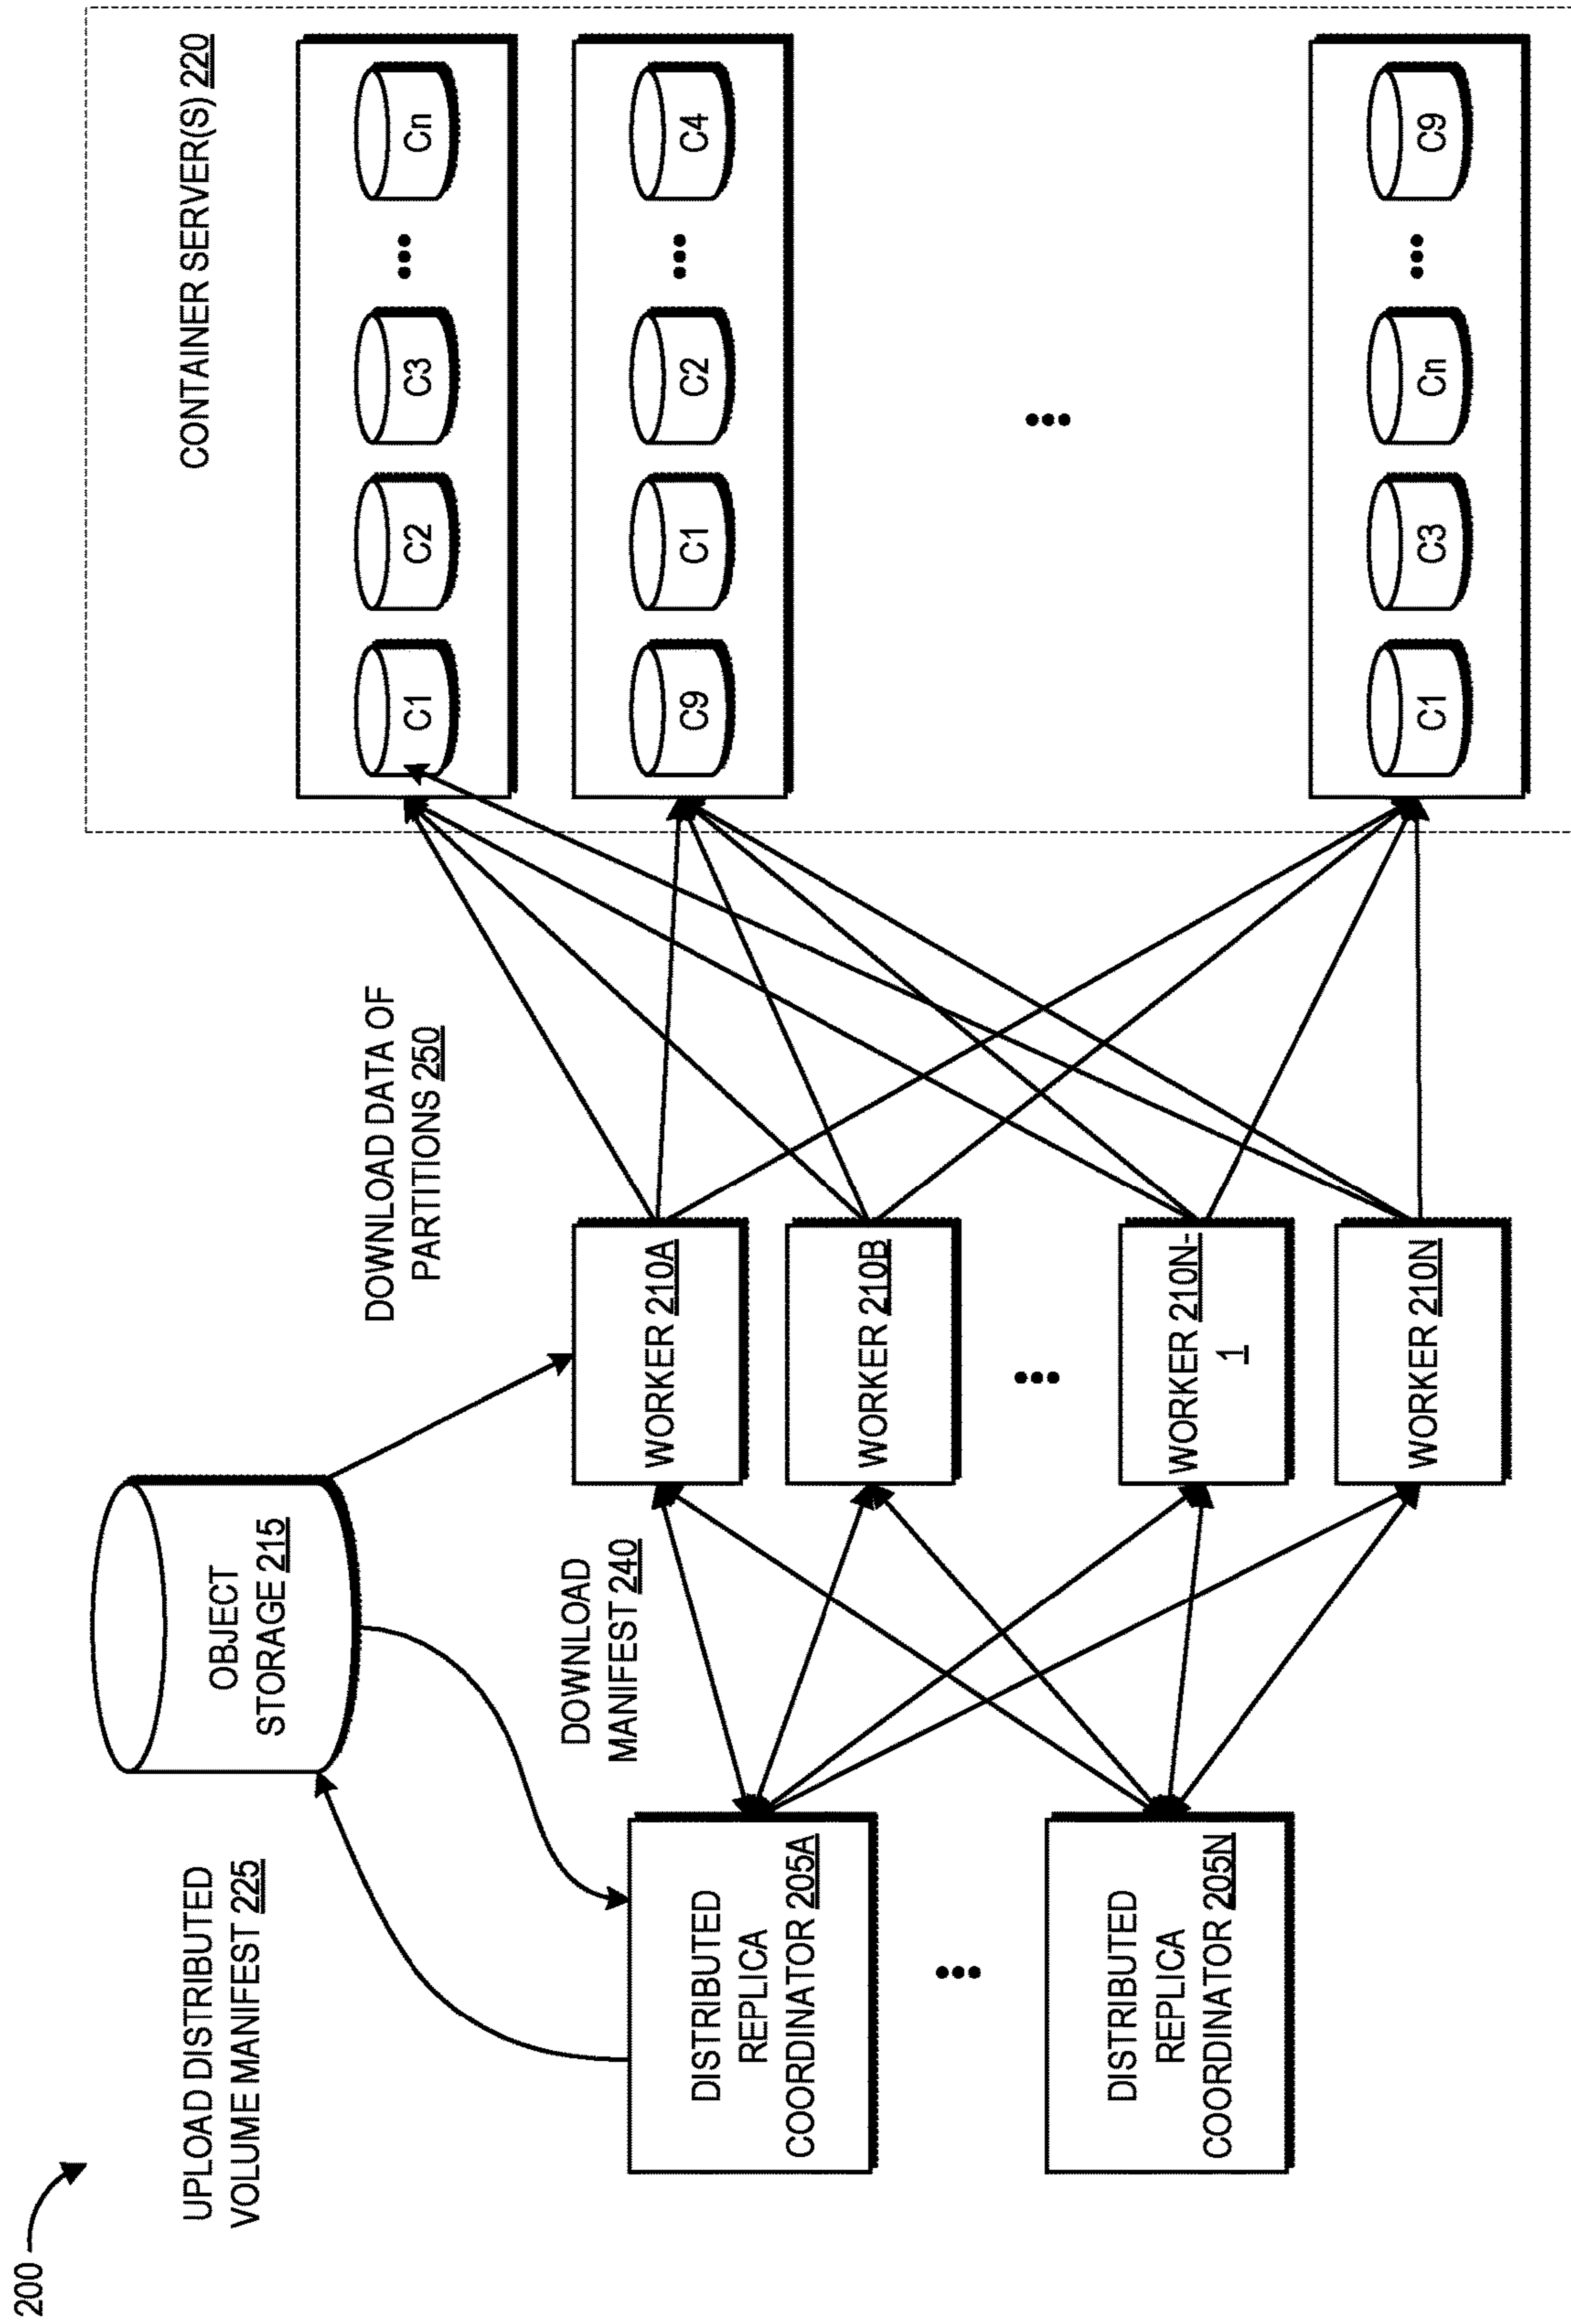 200
UPLOAD DISTRIBUTED
VOLUME MANIFEST 225
OBJECT
STORAGE 215
DISTRIBUTED
REPLICA
COORDINATOR 205A
•••
DISTRIBUTED
REPLICA
COORDINATOR 205N
DOWNLOAD
MANIFEST 240
WORKER 210A
WORKER 210B
•••
WORKER 210N-
1
WORKER 210N
DOWNLOAD DATA OF
PARTITIONS 250
CONTAINER SERVER(S) 220
C1 C2 C3 ••• Cn
C9 C1 C2 ••• C4
•••
C1 C3 Cn ••• C9